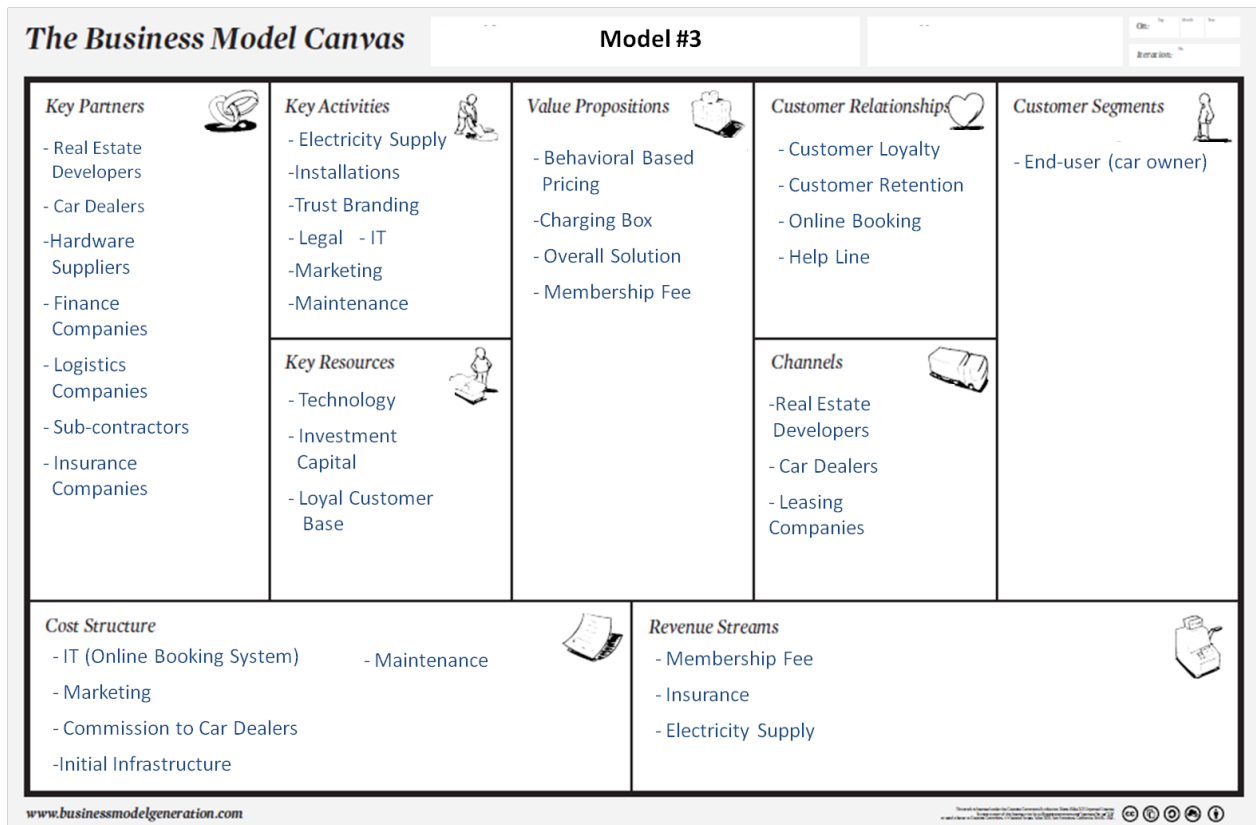 The Business Model Canvas
Model #3
On:
Iteration:
Key Partners
- Real Estate
Developers
- Car Dealers
-Hardware
Suppliers
- Finance
Companies
- Logistics
Companies
- Sub-contractors
- Insurance
Companies
Key Activities
- Electricity Supply
-Installations
-Trust Branding
- Legal - IT
-Marketing
-Maintenance
Key Resources
- Technology
- Investment
Capital
- Loyal Customer
Base
Value Propositions
- Behavioral Based
Pricing
-Charging Box
- Overall Solution
- Membership Fee
Customer Relationships
- Customer Loyalty
- Customer Retention
- Online Booking
- Help Line
Channels
-Real Estate
Developers
- Car Dealers
- Leasing
Companies
Customer Segments
- End-user (car owner)
Cost Structure
- IT (Online Booking System)
- Maintenance
- Marketing
- Commission to Car Dealers
-Initial Infrastructure
Revenue Streams
- Membership Fee
- Insurance
- Electricity Supply
www.businessmodelgeneration.com